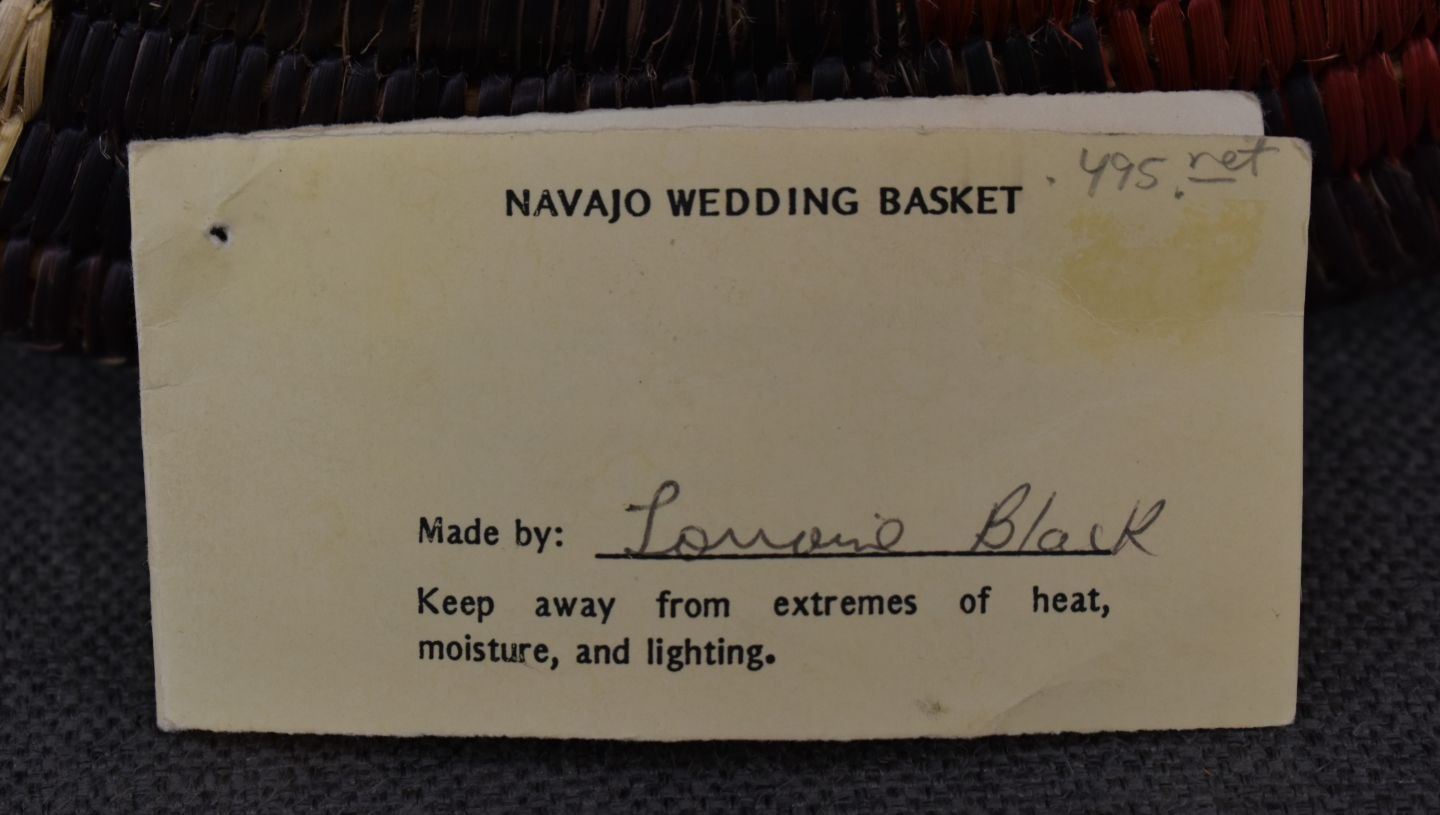 NAVAJO WEDDING BASKET
. 495. net
Made by: Lorraine Black
Keep away from extremes of heat,
moisture, and lighting.